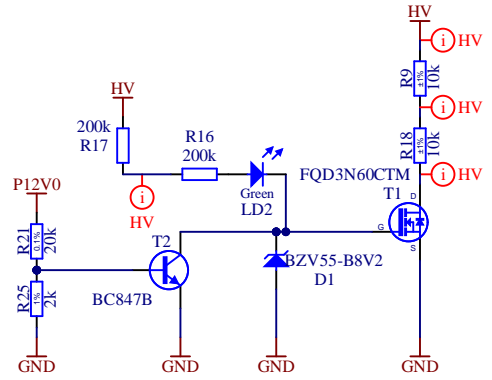 HV
i HV
R9
±1%
10k
HV
i HV
200k
R17
R16
200k
R18
±1%
10k
i HV
i
HV
Green
LD2
FQD3N60CTM
T1
D
G
S
P12V0
R21
0.1%
20k
T2
BC847B
BZV55-B8V2
D1
R25
1%
2k
GND
GND
GND
GND